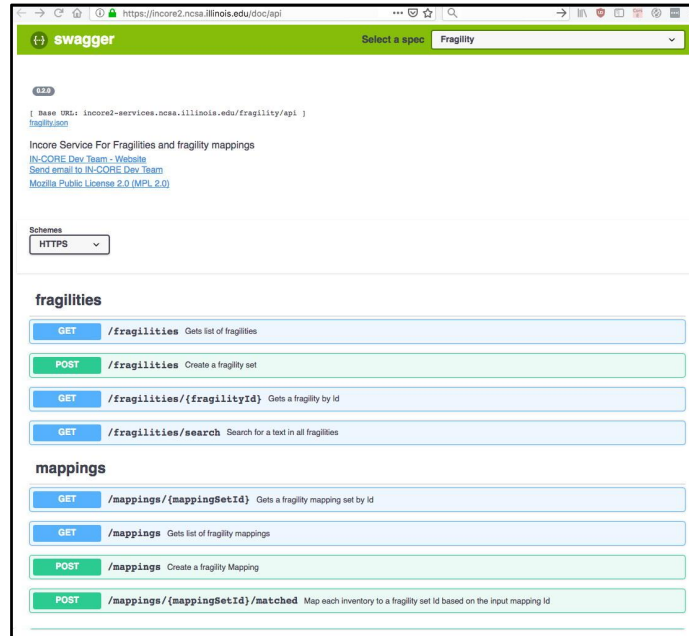 https://incore2.ncsa.illinois.edu/doc/api
swagger
Select a spec
Fragility
0.2.0
[ Base URL: incore2-services.ncsa.illinois.edu/fragility/api ]
fragility.json
Incore Service For Fragilities and fragility mappings
IN-CORE Dev Team - Website
Send email to IN-CORE Dev Team
Mozilla Public License 2.0 (MPL 2.0)
Schemes
HTTPS
fragilities
GET /fragilities Gets list of fragilities
POST /fragilities Create a fragility set
GET /fragilities/{fragilityId} Gets a fragility by Id
GET /fragilities/search Search for a text in all fragilities
mappings
GET /mappings/{mappingSetId} Gets a fragility mapping set by Id
GET /mappings Gets list of fragility mappings
POST /mappings Create a fragility Mapping
POST /mappings/{mappingSetId}/matched Map each inventory to a fragility set Id based on the input mapping Id